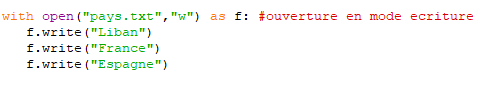 with open("pays.txt","w") as f: #ouverture en mode ecriture
   f.write("Liban")
   f.write("France")
   f.write("Espagne")